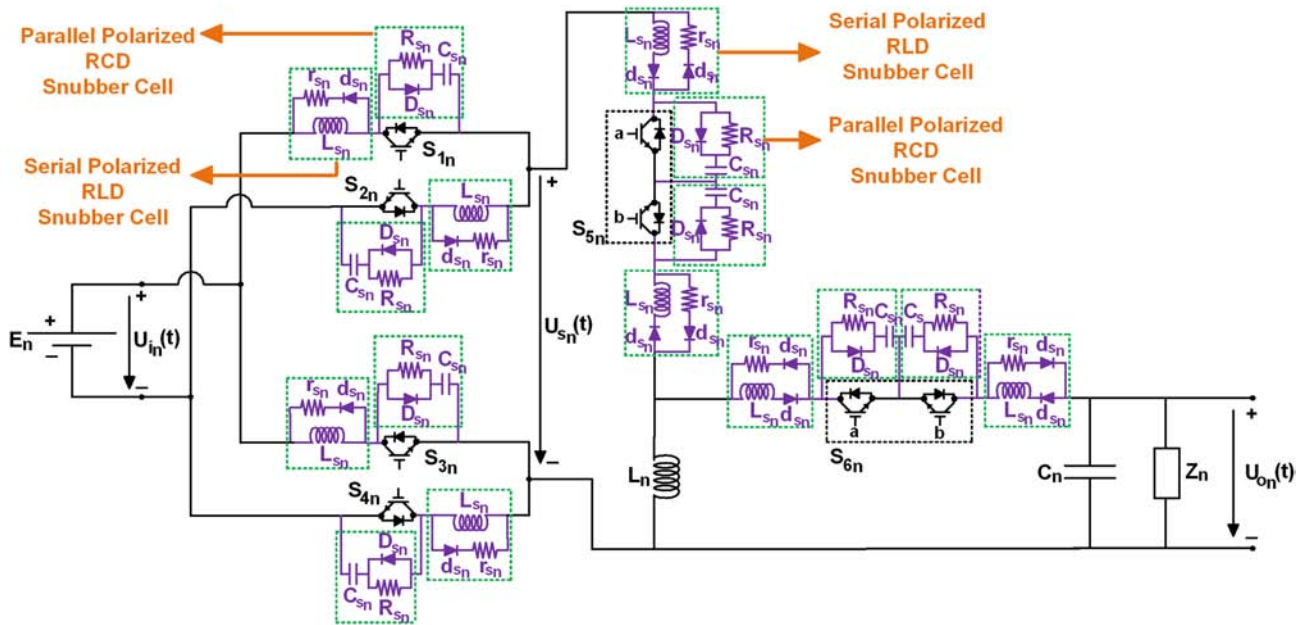 Parallel Polarized
RCD
Snubber Cell
Rsn
Csn
Dsn
rsn dsn
Lsn
S1n
Serial Polarized
RLD
Snubber Cell
S2n
Lsn
dsn rsn
Dsn
Csn
Rsn
En
+
−
+
Uin(t)
−
Rsn
Csn
Dsn
rsn dsn
Lsn
S3n
S4n
Lsn
dsn rsn
Dsn
Csn
Rsn
+
Usn(t)
−
Lsn rsn
dsn dsn
Serial Polarized
RLD
Snubber Cell
a
Dsn Rsn
Csn
Parallel Polarized
RCD
Snubber Cell
b
S5n
Csn
Dsn Rsn
Lsn rsn
dsn dsn
Ln
rsn dsn
Lsn dsn
Rsn
Csn
Dsn
Rsn
Cs
Dsn
rsn dsn
Lsn dsn
a b
S6n
Cn
Zn
+
Uon(t)
−